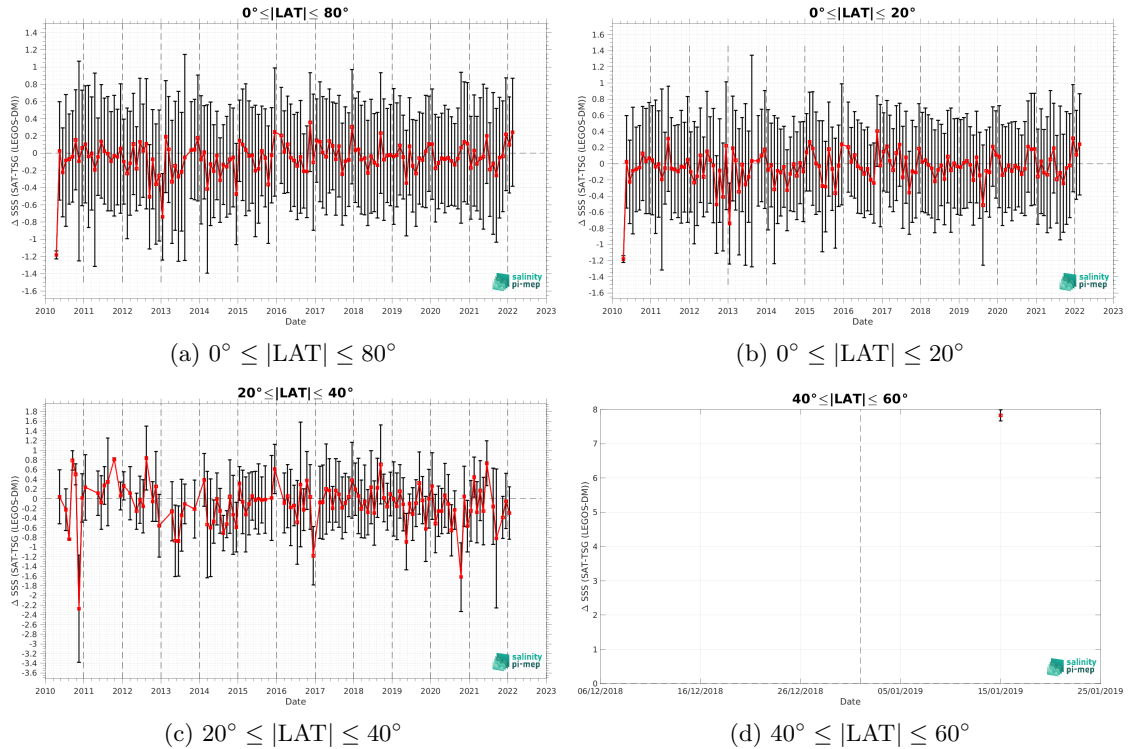 0°≤|LAT|≤ 80°
Δ SSS (SAT-TSG (LEGOS-DM))
1.4
1.2
1
0.8
0.6
0.4
0.2
0
-0.2
-0.4
-0.6
-0.8
-1
-1.2
-1.4
-1.6
2010 2011 2012 2013 2014 2015 2016 2017 2018 2019 2020 2021 2022 2023
Date
salinity
pi-mep
(a) 0° ≤ |LAT| ≤ 80°
0°≤|LAT|≤ 20°
Δ SSS (SAT-TSG (LEGOS-DM))
1.6
1.4
1.2
1
0.8
0.6
0.4
0.2
0
-0.2
-0.4
-0.6
-0.8
-1
-1.2
-1.4
-1.6
2010 2011 2012 2013 2014 2015 2016 2017 2018 2019 2020 2021 2022 2023
Date
salinity
pi-mep
(b) 0° ≤ |LAT| ≤ 20°
20°≤|LAT|≤ 40°
Δ SSS (SAT-TSG (LEGOS-DM))
1.8
1.6
1.4
1.2
1
0.8
0.6
0.4
0.2
0
-0.2
-0.4
-0.6
-0.8
-1
-1.2
-1.4
-1.6
-1.8
-2
-2.2
-2.4
-2.6
-2.8
-3
-3.2
-3.4
-3.6
2010 2011 2012 2013 2014 2015 2016 2017 2018 2019 2020 2021 2022 2023
Date
salinity
pi-mep
(c) 20° ≤ |LAT| ≤ 40°
40°≤|LAT|≤ 60°
Δ SSS (SAT-TSG (LEGOS-DM))
8
7
6
5
4
3
2
1
0
06/12/2018 16/12/2018 26/12/2018 05/01/2019 15/01/2019 25/01/2019
Date
salinity
pi-mep
(d) 40° ≤ |LAT| ≤ 60°